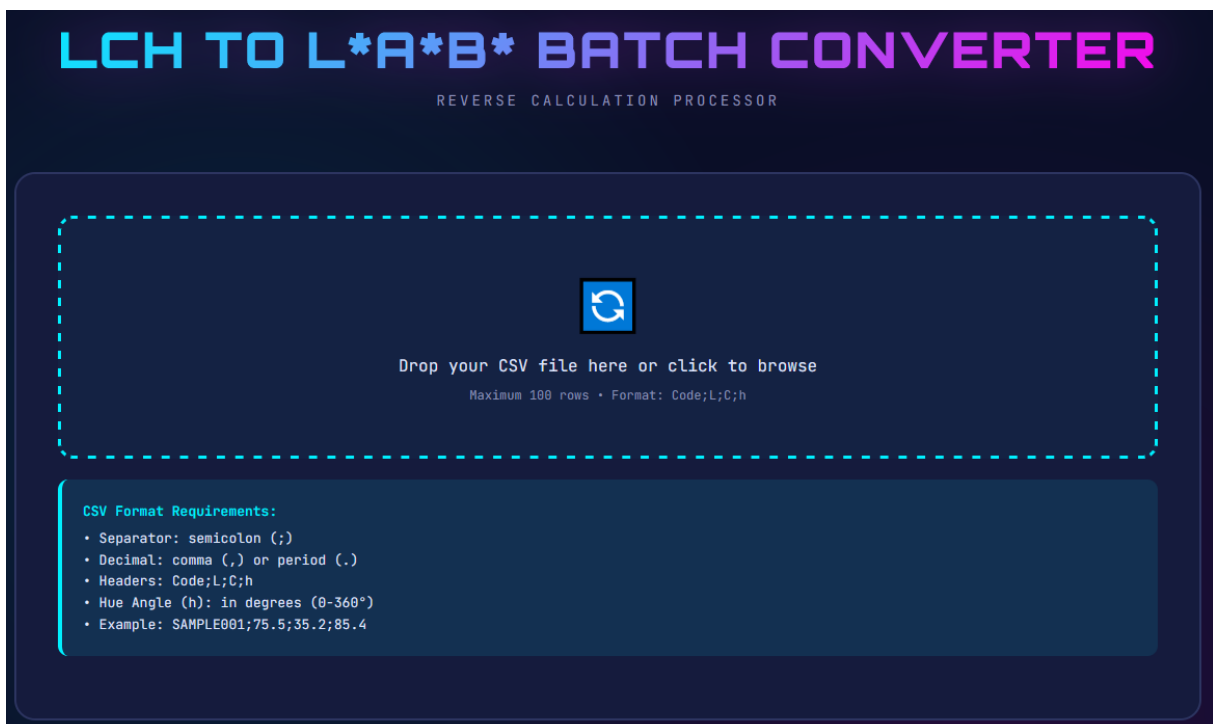 LCH TO L*A*B* BATCH CONVERTER
REVERSE CALCULATION PROCESSOR
Drop your CSV file here or click to browse
Maximum 100 rows • Format: Code;L;C;h
CSV Format Requirements:
• Separator: semicolon (;)
• Decimal: comma (,) or period (.)
• Headers: Code;L;C;h
• Hue Angle (h): in degrees (0-360°)
• Example: SAMPLE001;75.5;35.2;85.4